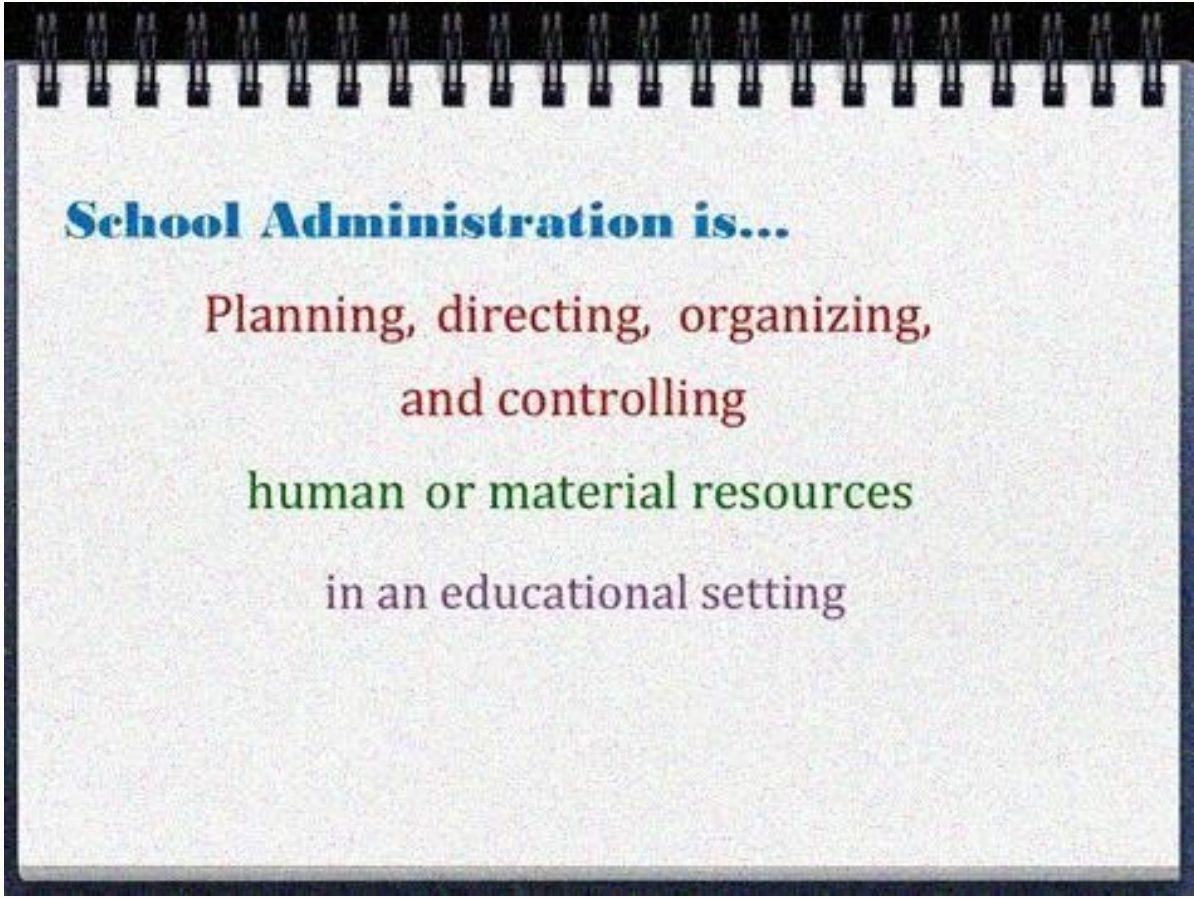 School Administration is...
Planning, directing, organizing,
and controlling
human or material resources
in an educational setting